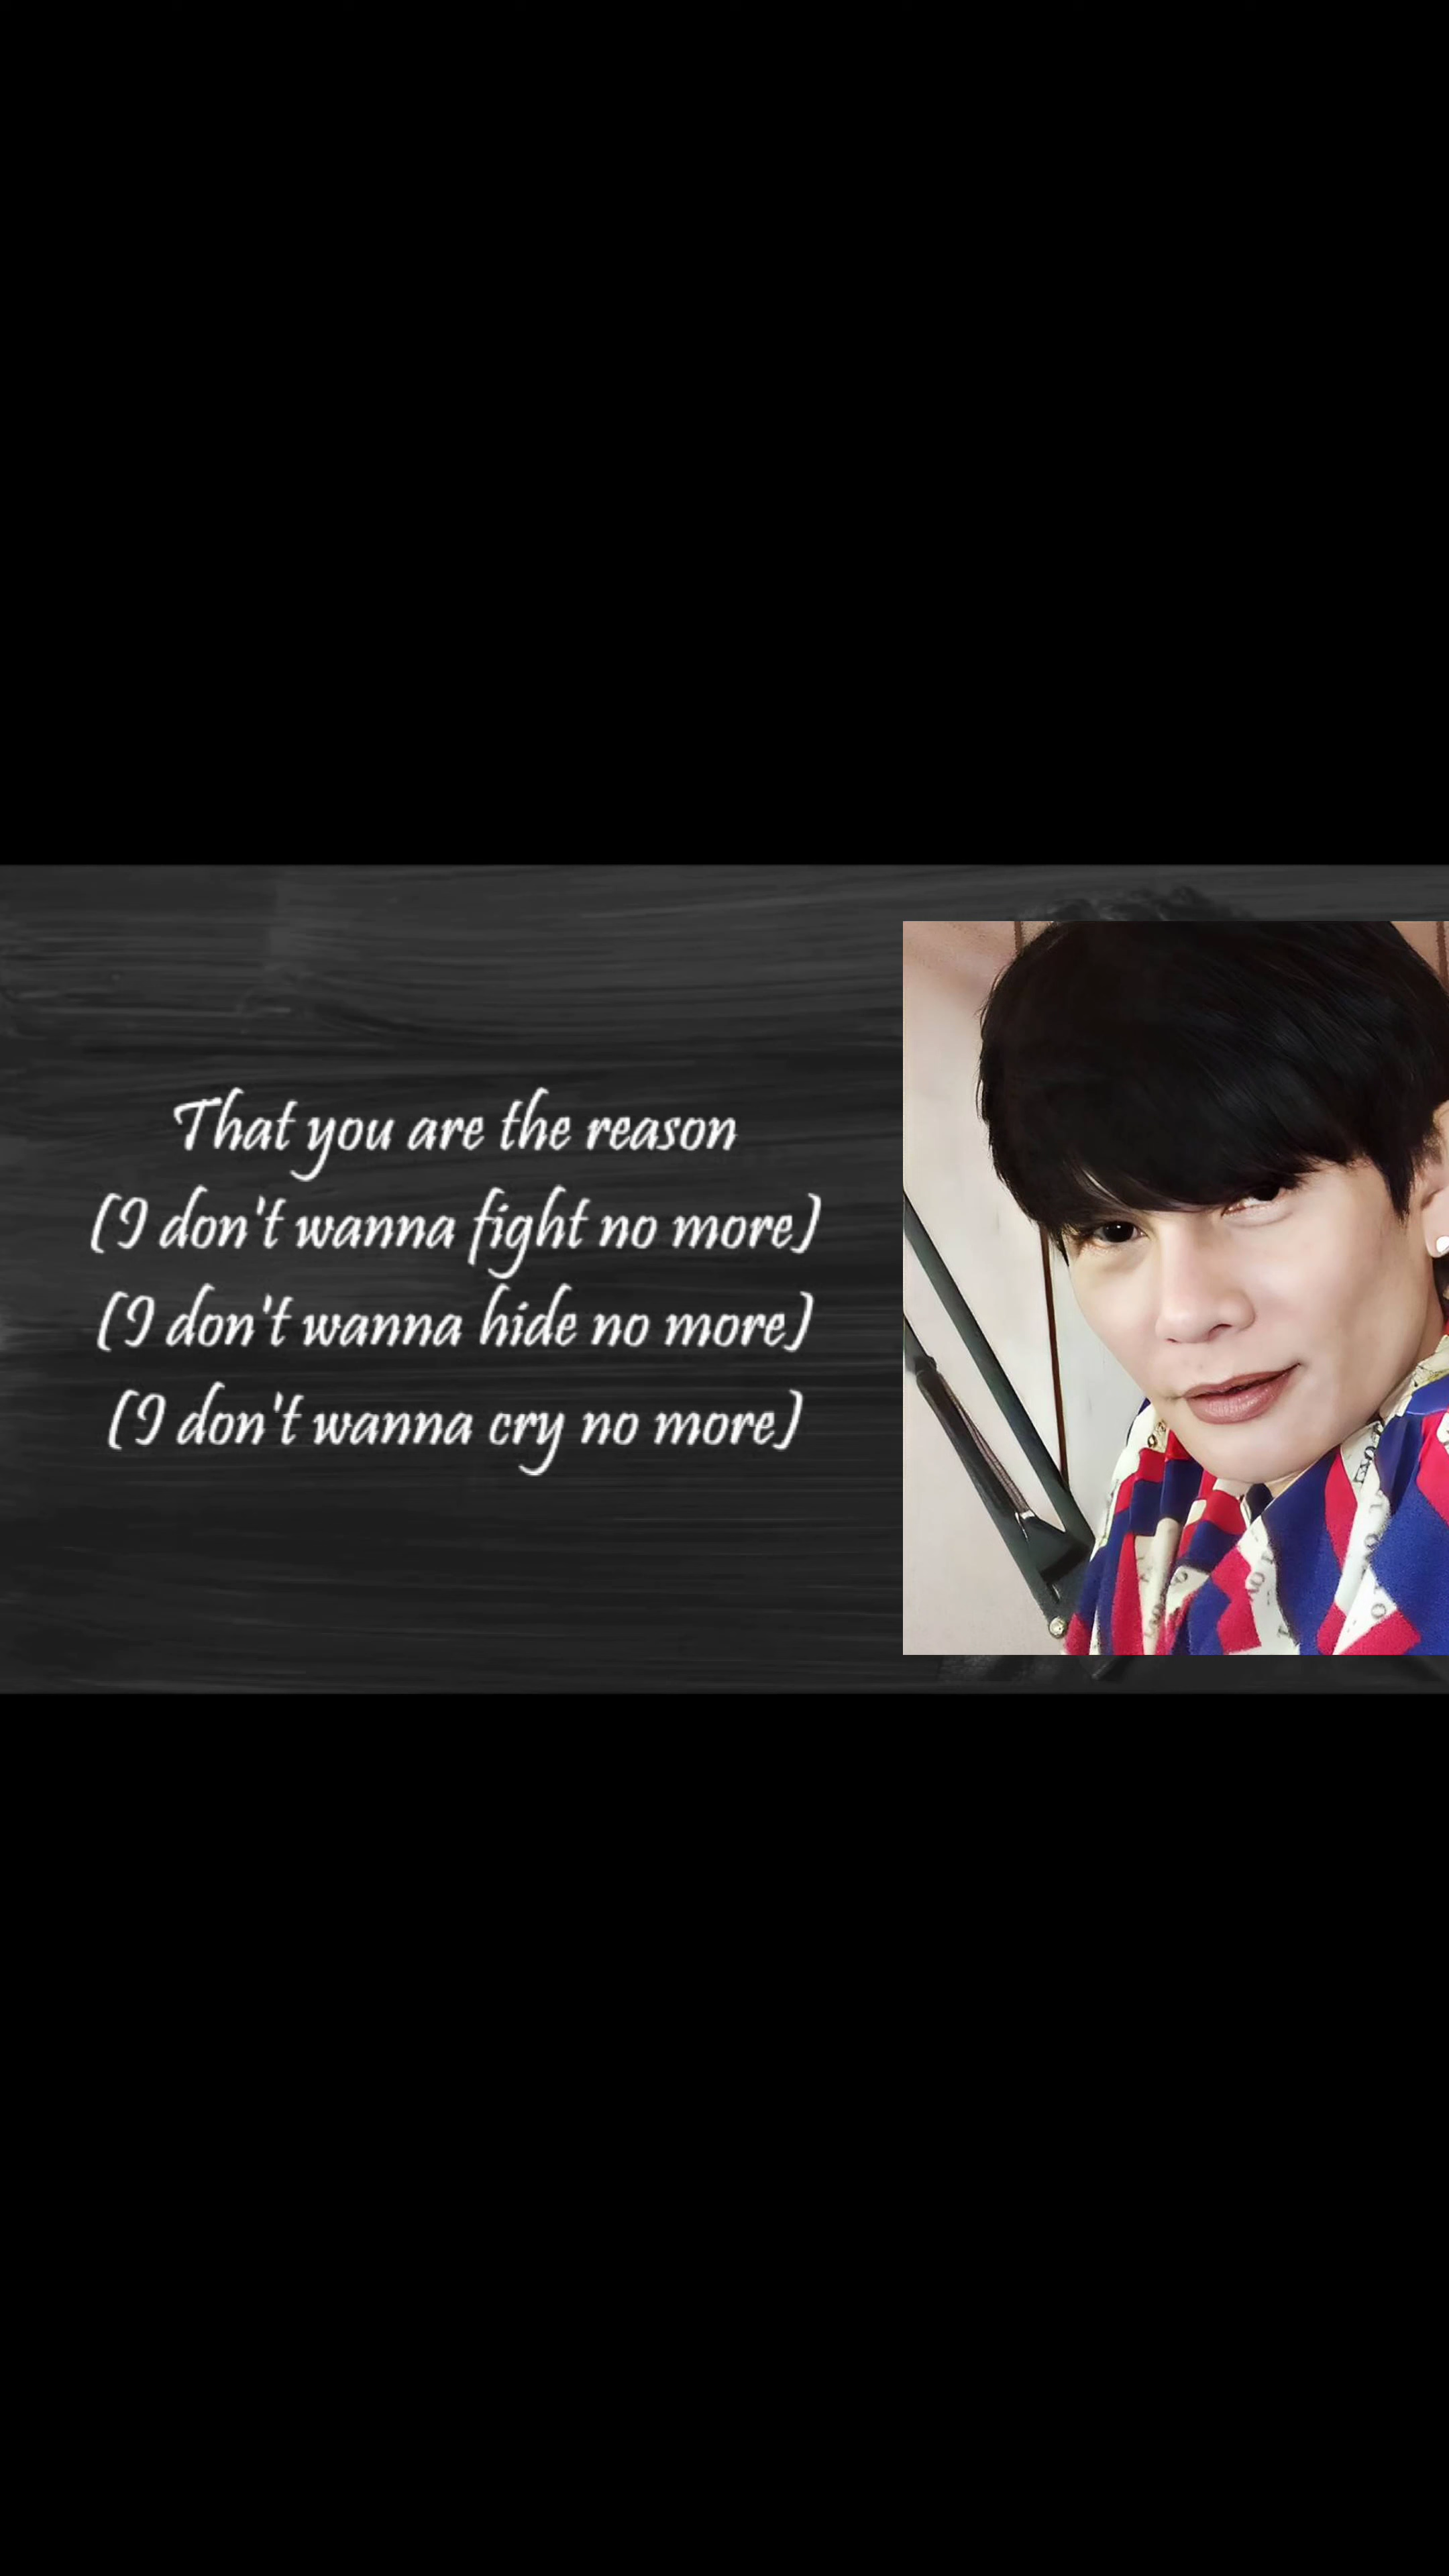 That you are the reason
(I don't wanna fight no more)
(I don't wanna hide no more)
(I don't wanna cry no more)